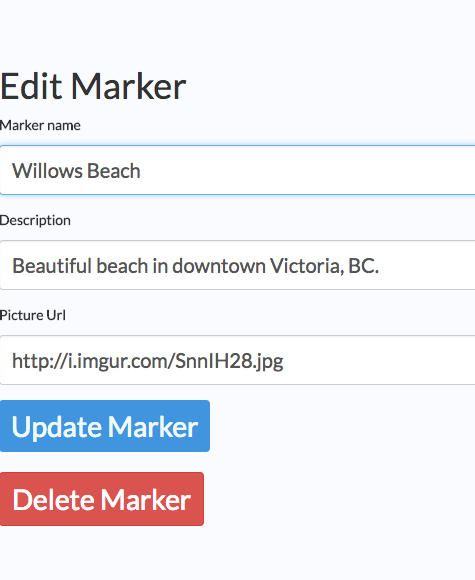 Edit Marker
Marker name
Willows Beach
Description
Beautiful beach in downtown Victoria, BC.
Picture Url
http://i.imgur.com/SnnIH28.jpg
Update Marker
Delete Marker